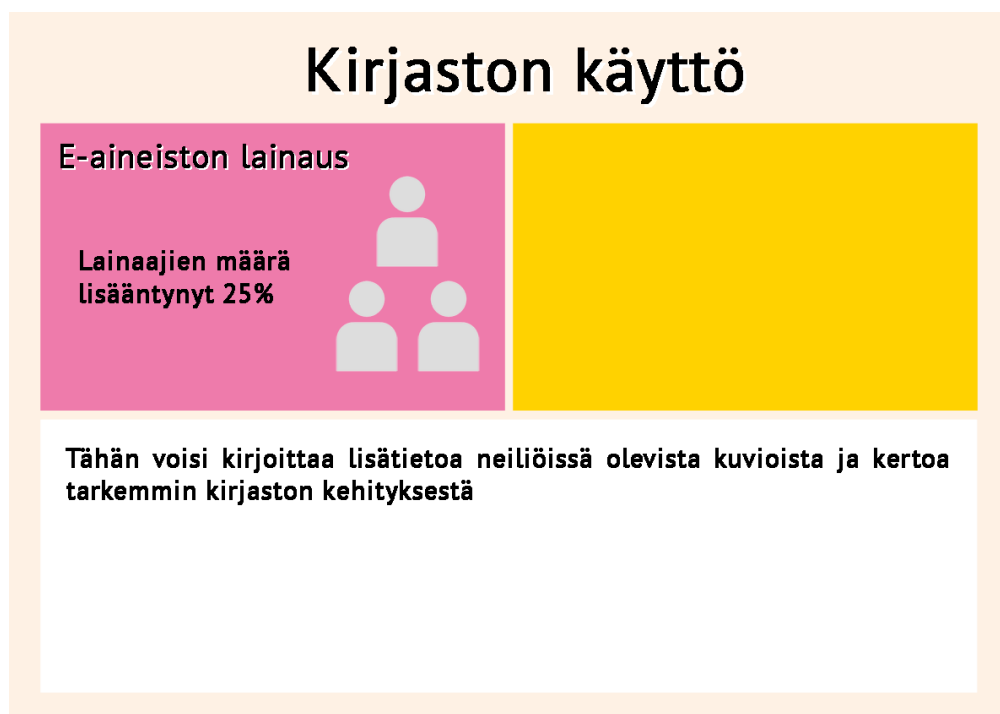 Kirjaston käyttö
E-aineiston lainaus
Lainaajien määrä
lisääntynyt 25%
Tähän voisi kirjoittaa lisätietoa neiliöissä olevista kuvioista ja kertoa
tarkemmin kirjaston kehityksestä